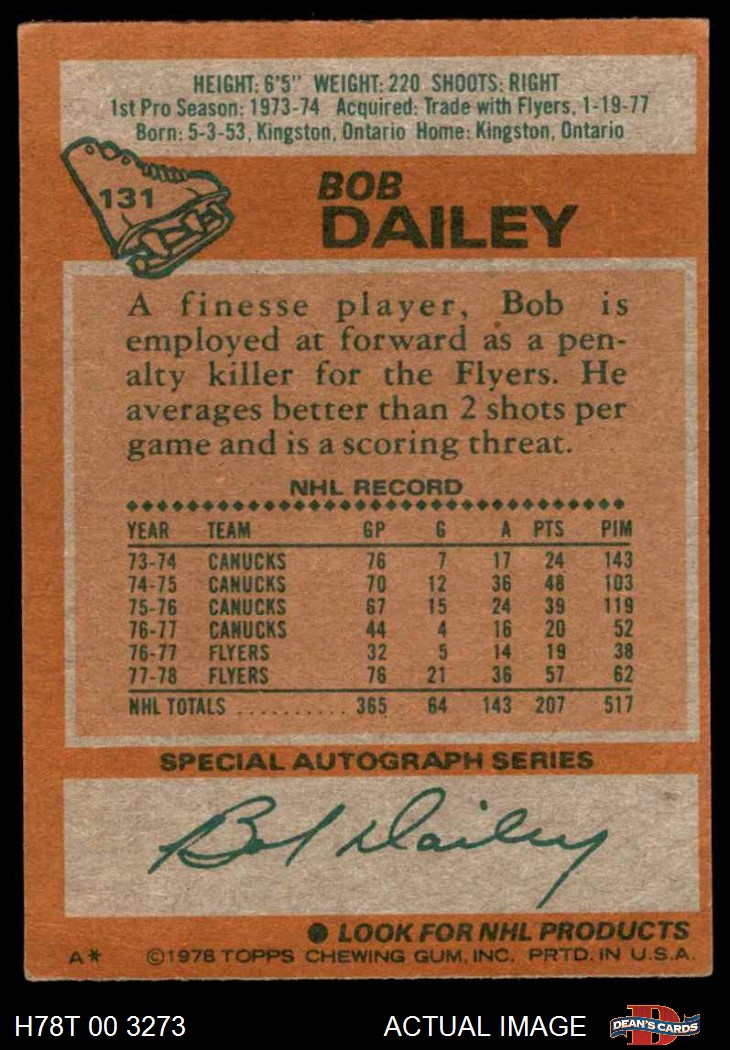 HEIGHT: 6'5" WEIGHT: 220 SHOOTS: RIGHT
1st Pro Season: 1973-74 Acquired: Trade with Flyers, 1-19-77
Born: 5-3-53, Kingston, Ontario Home: Kingston, Ontario
131
BOB
DAILEY
A finesse player, Bob is
employed at forward as a pen-
alty killer for the Flyers. He
averages better than 2 shots per
game and is a scoring threat.
NHL RECORD
YEAR TEAM GP G A PTS PIM
73-74 CANUCKS 76 7 17 24 143
74-75 CANUCKS 70 12 36 48 103
75-76 CANUCKS 67 15 24 39 119
76-77 CANUCKS 44 4 16 20 52
76-77 FLYERS 32 5 14 19 38
77-78 FLYERS 76 21 36 57 62
NHL TOTALS .......... 365 64 143 207 517
SPECIAL AUTOGRAPH SERIES
Bob Dailey
● LOOK FOR NHL PRODUCTS
A* ©1978 TOPPS CHEWING GUM, INC. PRTD. IN U.S.A.
H78T 00 3273 ACTUAL IMAGE D DEAN'S CARDS